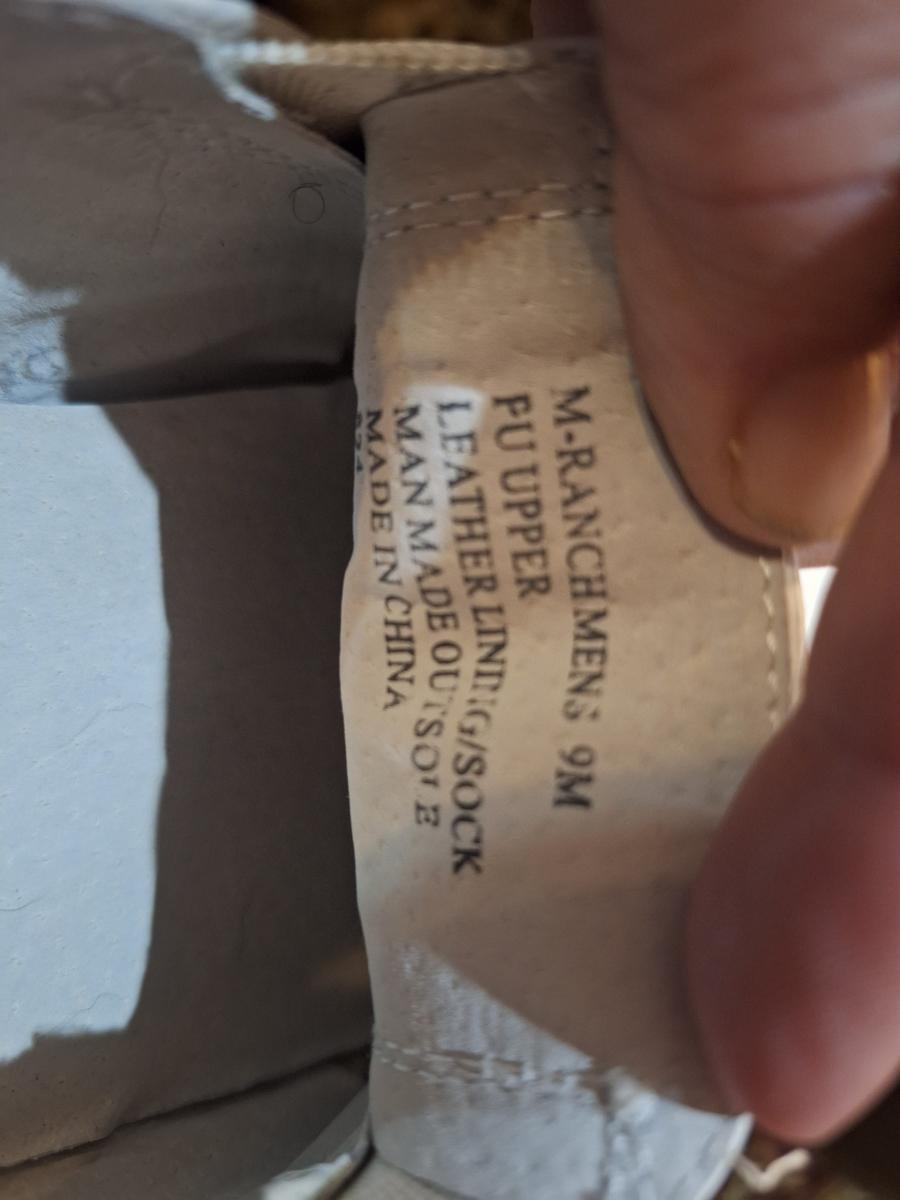 M-RANCHMENS 9M
PU UPPER
LEATHER LINING/SOCK
MAN MADE OUTSOLE
MADE IN CHINA